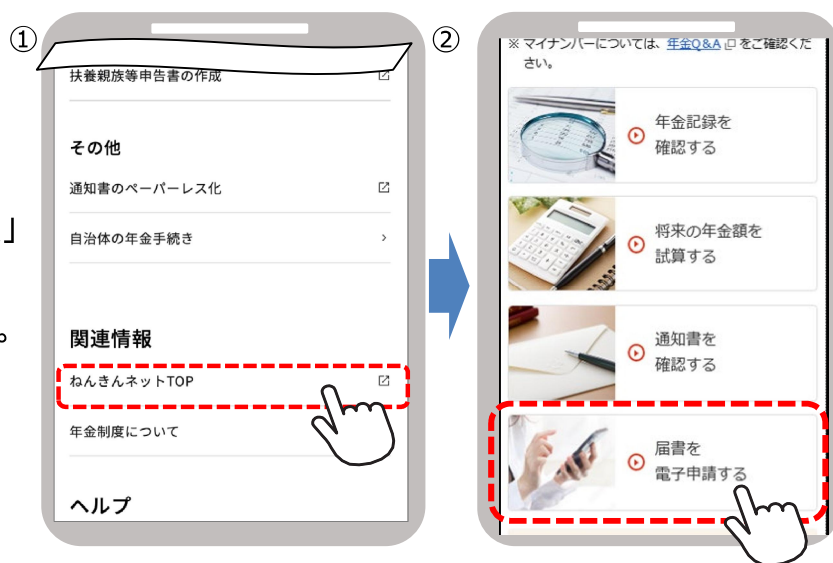 ①
扶養親族等申告書の作成
その他
通知書のペーパーレス化
自治体の年金手続き
関連情報
ねんきんネットTOP
年金制度について
ヘルプ
」
。
②
※ マイナンバーについては、年金Q&Aをご確認くだ
さい。
年金記録を
確認する
将来の年金額を
試算する
通知書を
確認する
届書を
電子申請する